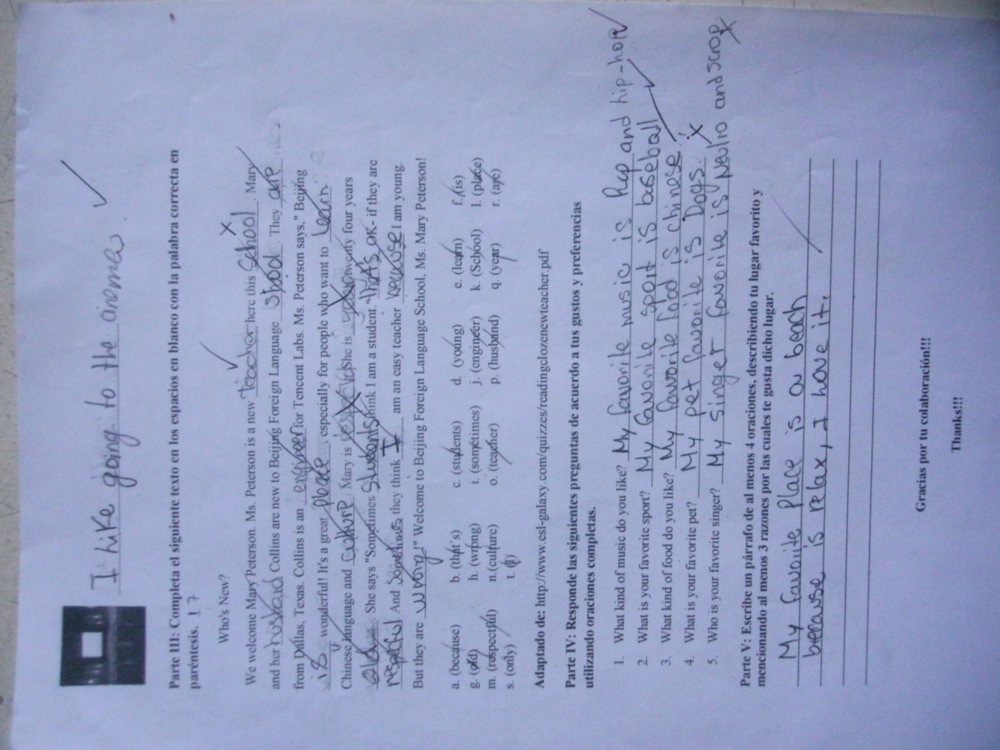 I Like going to the cinema.
Parte III: Completa el siguiente texto en los espacios en blanco con la palabra correcta en
paréntesis. 17
Who's New?
We welcome Mary Peterson. Ms. Peterson is a new teacher here this School. Mary
and her husband Collins are new to Beijing Foreign Language School They are
from Dallas, Texas. Collins is an engineer for Tencent Labs. Ms. Peterson says." Beijing
is wonderful! It's a great place, especially for people who want to learn
Chinese language and culture Mary is She is twenty four years
She says "Sometimes students think I am a student. that's OK- if they are
respectful And Sometimes they think I am an easy teacher because I am young.
But they are wrong!" Welcome to Beijing Foreign Language School, Ms. Mary Peterson!
a. (because) b. (that's) c. (students) d. (young) e. (learn) f. (is)
g. (old) h. (wrong) i. (sometimes) j. (engineer) k. (School) l. (place)
m. (respectful) n.(culture) o. (teacher) p. (husband) q. (year) r. (are)
s. (only) t. (I)
Adaptado de: http://www.esl-galaxy.com/quizzes/readingclozenewteacher.pdf
Parte IV: Responde las siguientes preguntas de acuerdo a tus gustos y preferencias
utilizando oraciones completas.
1. What kind of music do you like? My favorite music is Rap and hip-hop
2. What is your favorite sport? My favorite sport is baseball
3. What kind of food do you like? My favorite food is chinese.
4. What is your favorite pet? My pet favorite is Dogs.
5. Who is your favorite singer? My singer favorite is Neutro and scrop.
Parte V: Escribe un párrafo de al menos 4 oraciones, describiendo tu lugar favorito y
mencionando al menos 3 razones por las cuales te gusta dicho lugar.
My favorite Place is a beach
because is relax, I hove it.
Gracias por tu colaboración!!!
Thanks!!!